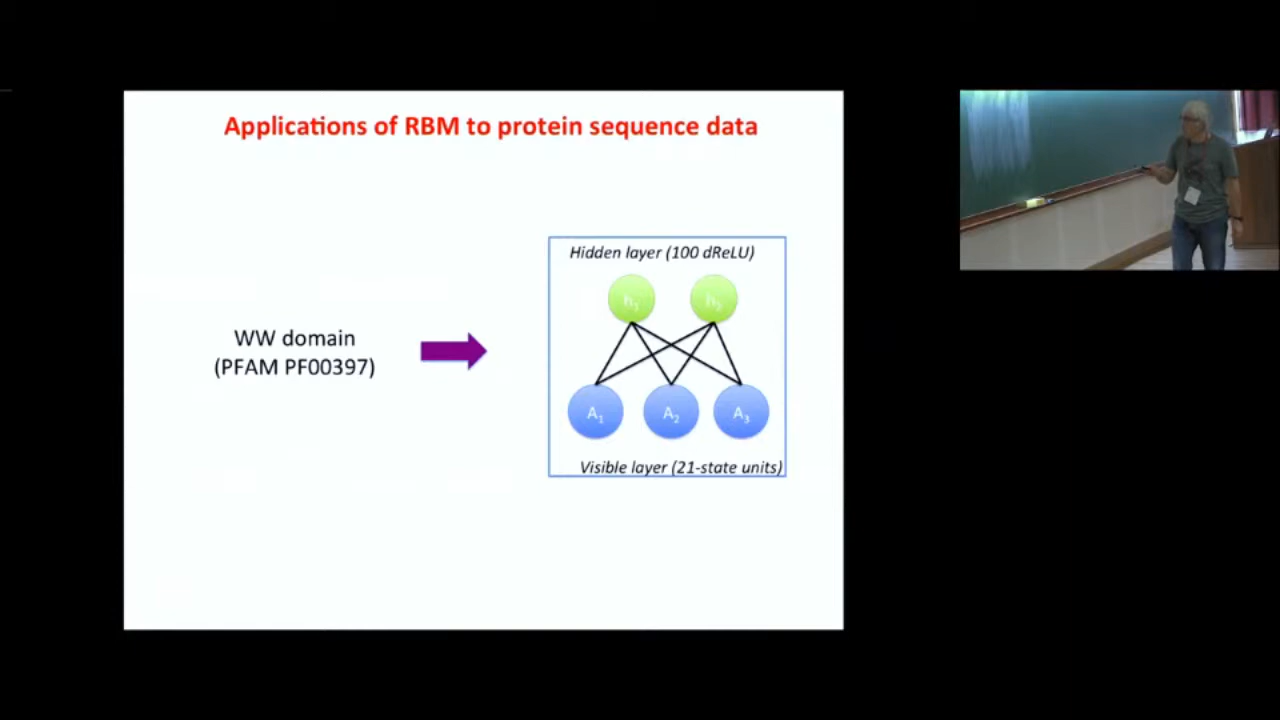 Applications of RBM to protein sequence data
Hidden layer (100 dReLU)
h₁ h₂
WW domain
(PFAM PF00397)
A₁ A₂ A₃
Visible layer (21-state units)